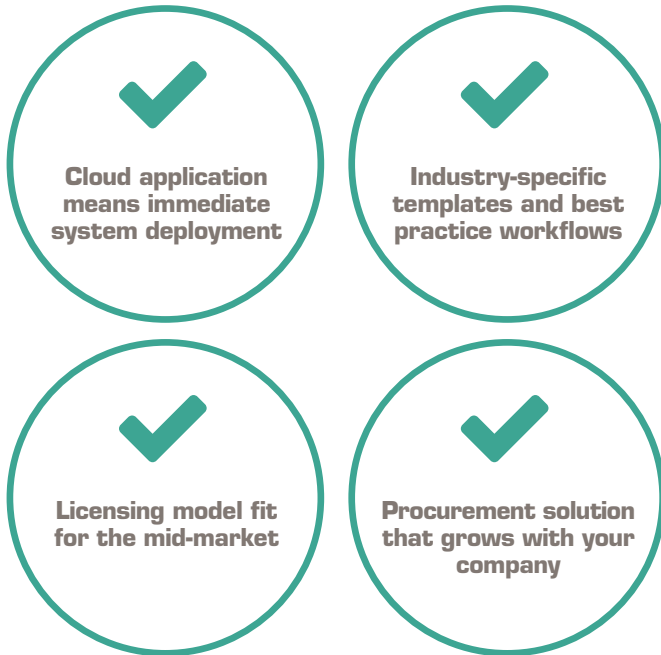 Cloud application
means immediate
system deployment
Industry-specific
templates and best
practice workflows
Licensing model fit
for the mid-market
Procurement solution
that grows with your
company